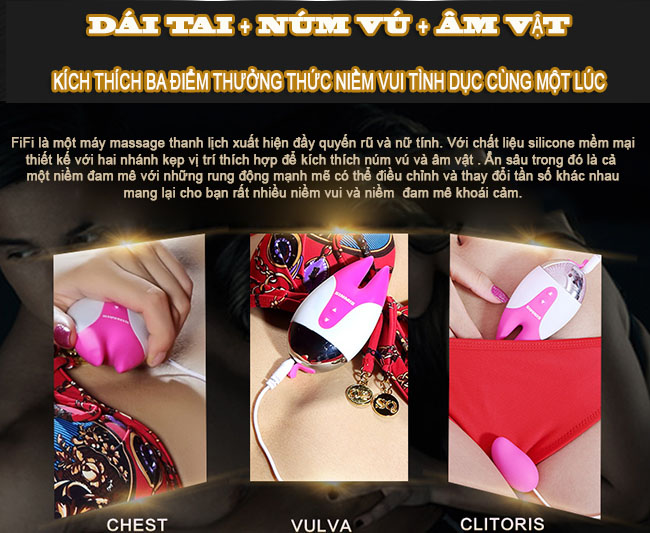 DÁI TAI + NÚM VÚ + ÂM VẬT
KÍCH THÍCH BA ĐIỂM THƯỞNG THỨC NIỀM VUI TÌNH DỤC CÙNG MỘT LÚC
FiFi là một máy massage thanh lịch xuất hiện đầy quyến rũ và nữ tính. Với chất liệu silicone mềm mại
thiết kế với hai nhánh kẹp vị trí thích hợp để kích thích núm vú và âm vật . Ẩn sâu trong đó là cả
một niềm đam mê với những rung động mạnh mẽ có thể điều chỉnh và thay đổi tần số khác nhau
mang lại cho bạn rất nhiều niềm vui và niềm đam mê khoái cảm.
CHEST
VULVA
CLITORIS